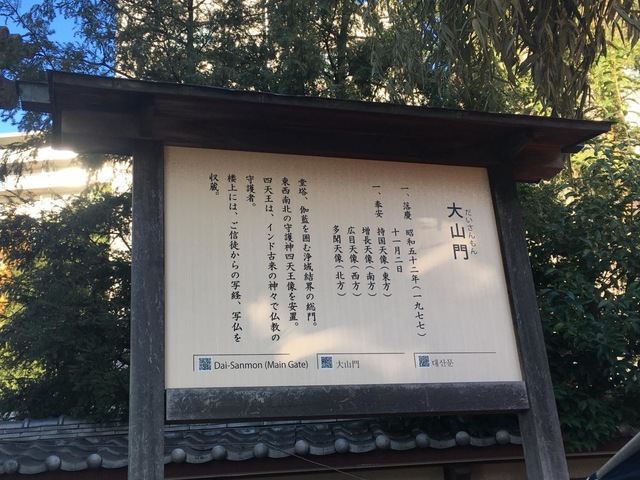 だいさんもん
大山門
一、落慶 昭和五十二年(一九七七)
十一月二日
一、奉安 持国天像(東方)
増長天像(南方)
広目天像(西方)
多聞天像(北方)
堂塔、伽藍を囲む浄域結界の総門。
東西南北の守護神四天王像を安置。
四天王は、インド古来の神々で仏教の
守護者。
楼上には、ご信徒からの写経、写仏を
収蔵。
Dai-Sanmon (Main Gate)
大山門
대산문